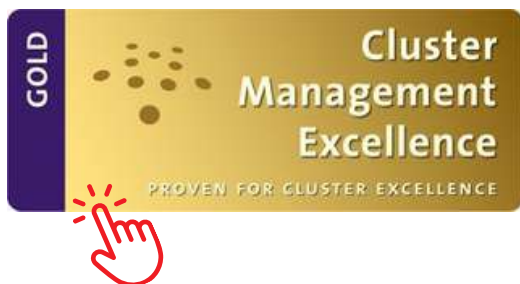 GOLD
Cluster
Management
Excellence
PROVEN FOR CLUSTER EXCELLENCE